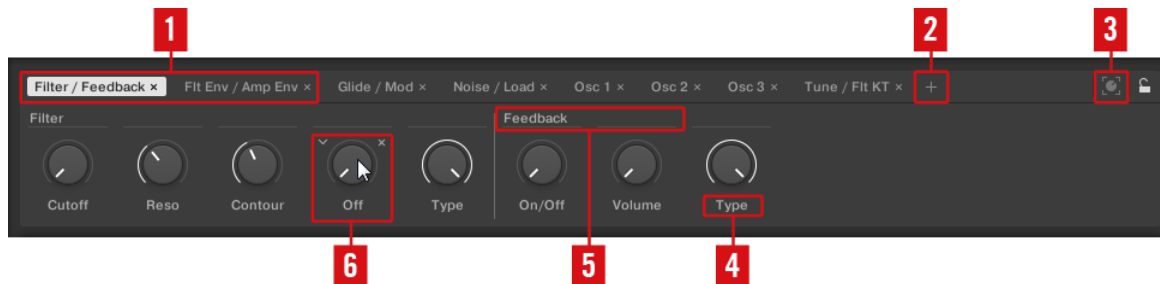 1 2 3
Filter / Feedback × Flt Env / Amp Env × Glide / Mod × Noise / Load × Osc 1 × Osc 2 × Osc 3 × Tune / Flt KT × +
Filter Feedback
Cutoff Reso Contour Off Type On/Off Volume Type
6 5 4